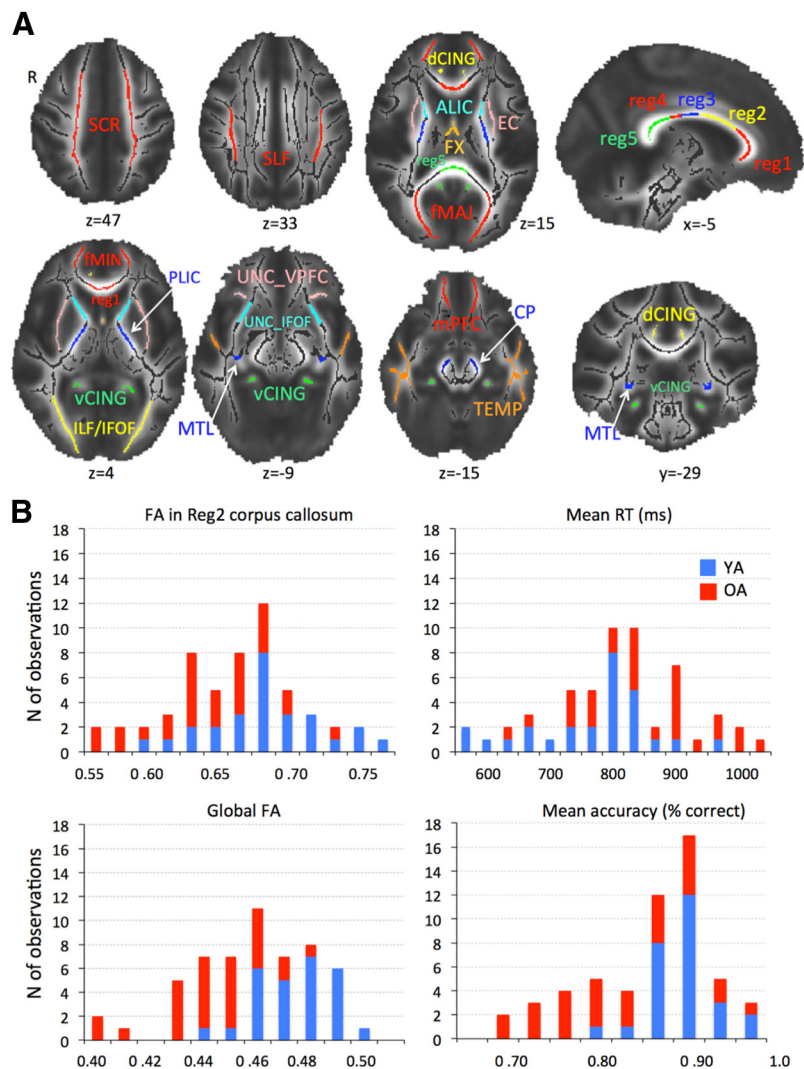 A
R
SCR
z=47
SLF
z=33
dCING
ALIC
EC
FX
reg5
fMAJ
z=15
reg4 reg3 reg2
reg5
reg1
x=-5
fMIN
reg1
PLIC
vCING
ILF/IFOF
z=4
UNC_VPFC
UNC_IFOF
vCING
MTL
z=-9
mPFC
CP
TEMP
z=-15
dCING
vCING
MTL
y=-29
B
FA in Reg2 corpus callosum
N of observations
18
16
14
12
10
8
6
4
2
0
0.55 0 .60 0.65 0.70 0.75
Mean RT (ms)
18
16
14
12
10
8
6
4
2
0
600 700 800 900 1000
YA
OA
Global FA
N of observations
18
16
14
12
10
8
6
4
2
0
0.40 0 .42 0.44 0.46 0.48 0.50
Mean accuracy (% correct)
18
16
14
12
10
8
6
4
2
0
0.70 0.80 0.90 1.0